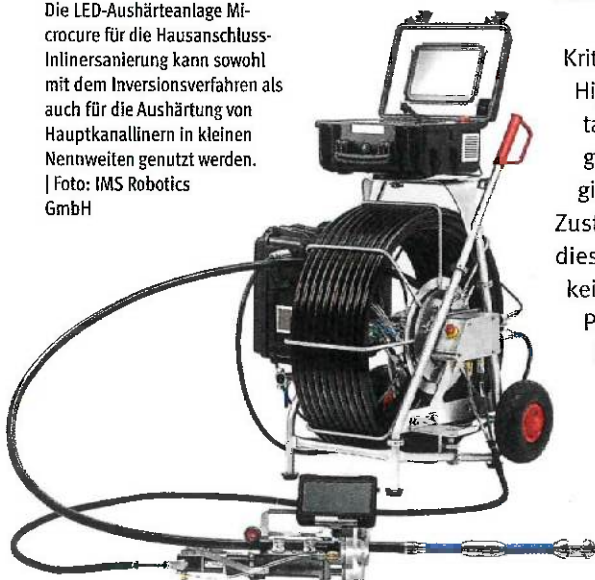 Die LED-Aushärteanlage Mi-
crocure für die Hausanschluss-
Inlinersanierung kann sowohl
mit dem Inversionsverfahren als
auch für die Aushärtung von
Hauptkanallinern in kleinen
Nennweiten genutzt werden.
| Foto: IMS Robotics
GmbH
Krit
Hi
ta
g
gi
Zust
dies
kei
P